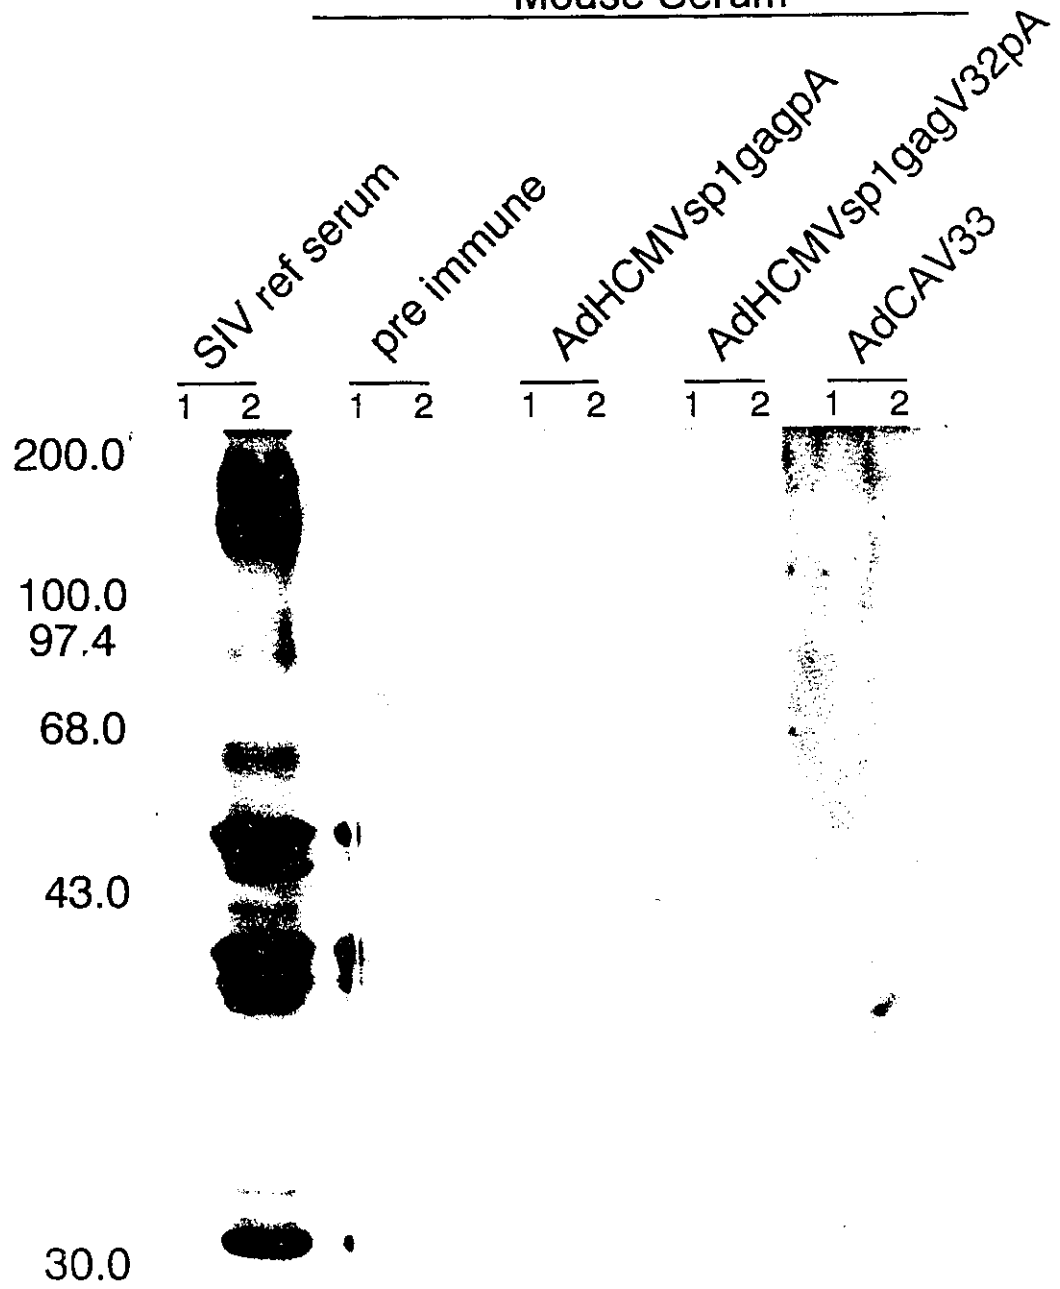 Mouse Serum
SIV ref serum
pre immune
AdHCMVsp1gagpA
AdHCMVsp1gagV32pA
AdCAV33
1 2 1 2 1 2 1 2 1 2
200.0
100.0
97.4
68.0
43.0
30.0